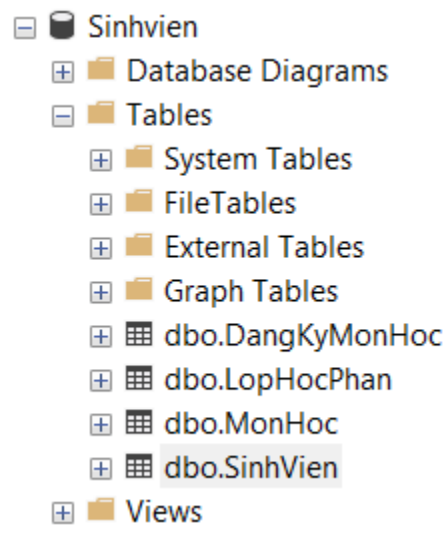 Sinhvien
Database Diagrams
Tables
System Tables
FileTables
External Tables
Graph Tables
dbo.DangKyMonHoc
dbo.LopHocPhan
dbo.MonHoc
dbo.SinhVien
Views